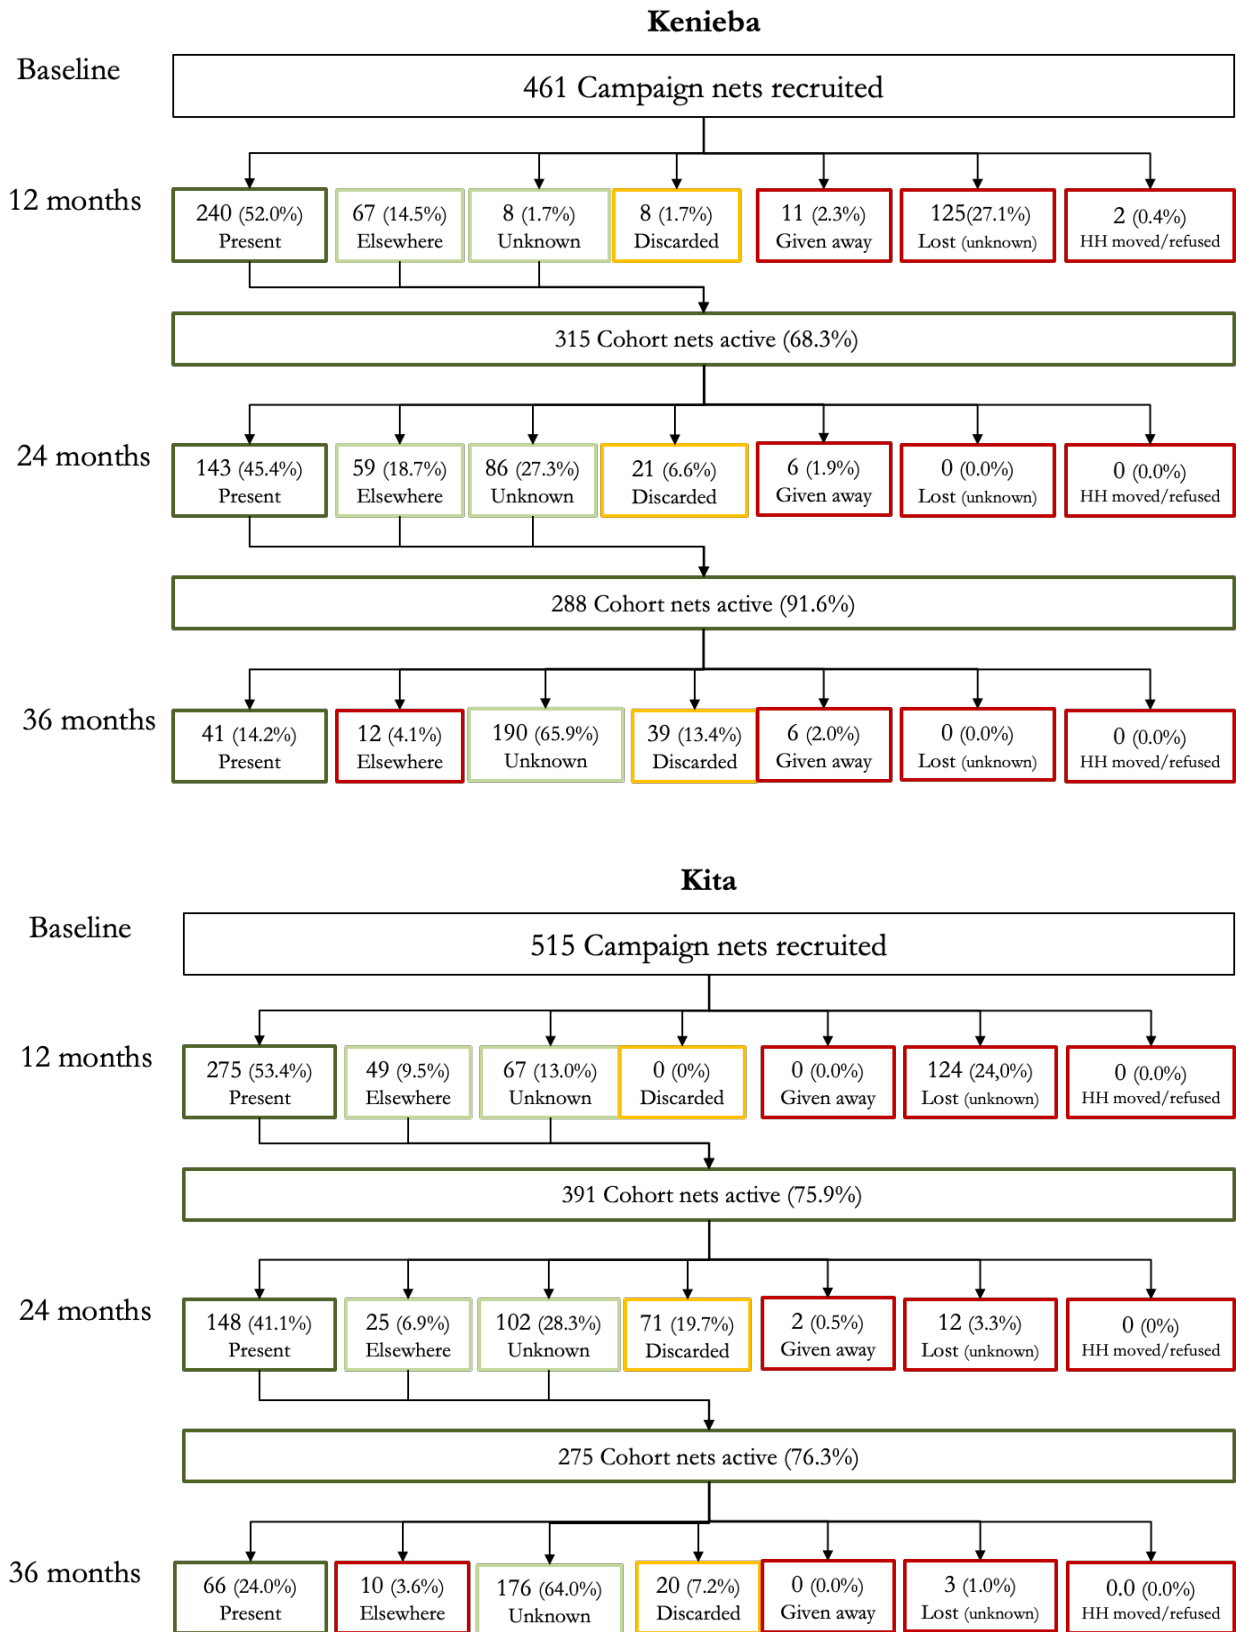 Kenieba
Baseline
461 Campaign nets recruited
12 months
240 (52.0%)
Present
67 (14.5%)
Elsewhere
8 (1.7%)
Unknown
8 (1.7%)
Discarded
11 (2.3%)
Given away
125(27.1%)
Lost (unknown)
2 (0.4%)
HH moved/refused
315 Cohort nets active (68.3%)
24 months
143 (45.4%)
Present
59 (18.7%)
Elsewhere
86 (27.3%)
Unknown
21 (6.6%)
Discarded
6 (1.9%)
Given away
0 (0.0%)
Lost (unknown)
0 (0.0%)
HH moved/refused
288 Cohort nets active (91.6%)
36 months
41 (14.2%)
Present
12 (4.1%)
Elsewhere
190 (65.9%)
Unknown
39 (13.4%)
Discarded
6 (2.0%)
Given away
0 (0.0%)
Lost (unknown)
0 (0.0%)
HH moved/refused
Kita
Baseline
515 Campaign nets recruited
12 months
275 (53.4%)
Present
49 (9.5%)
Elsewhere
67 (13.0%)
Unknown
0 (0%)
Discarded
0 (0.0%)
Given away
124 (24,0%)
Lost (unknown)
0 (0.0%)
HH moved/refused
391 Cohort nets active (75.9%)
24 months
148 (41.1%)
Present
25 (6.9%)
Elsewhere
102 (28.3%)
Unknown
71 (19.7%)
Discarded
2 (0.5%)
Given away
12 (3.3%)
Lost (unknown)
0 (0%)
HH moved/refused
275 Cohort nets active (76.3%)
36 months
66 (24.0%)
Present
10 (3.6%)
Elsewhere
176 (64.0%)
Unknown
20 (7.2%)
Discarded
0 (0.0%)
Given away
3 (1.0%)
Lost (unknown)
0.0 (0.0%)
HH moved/refused